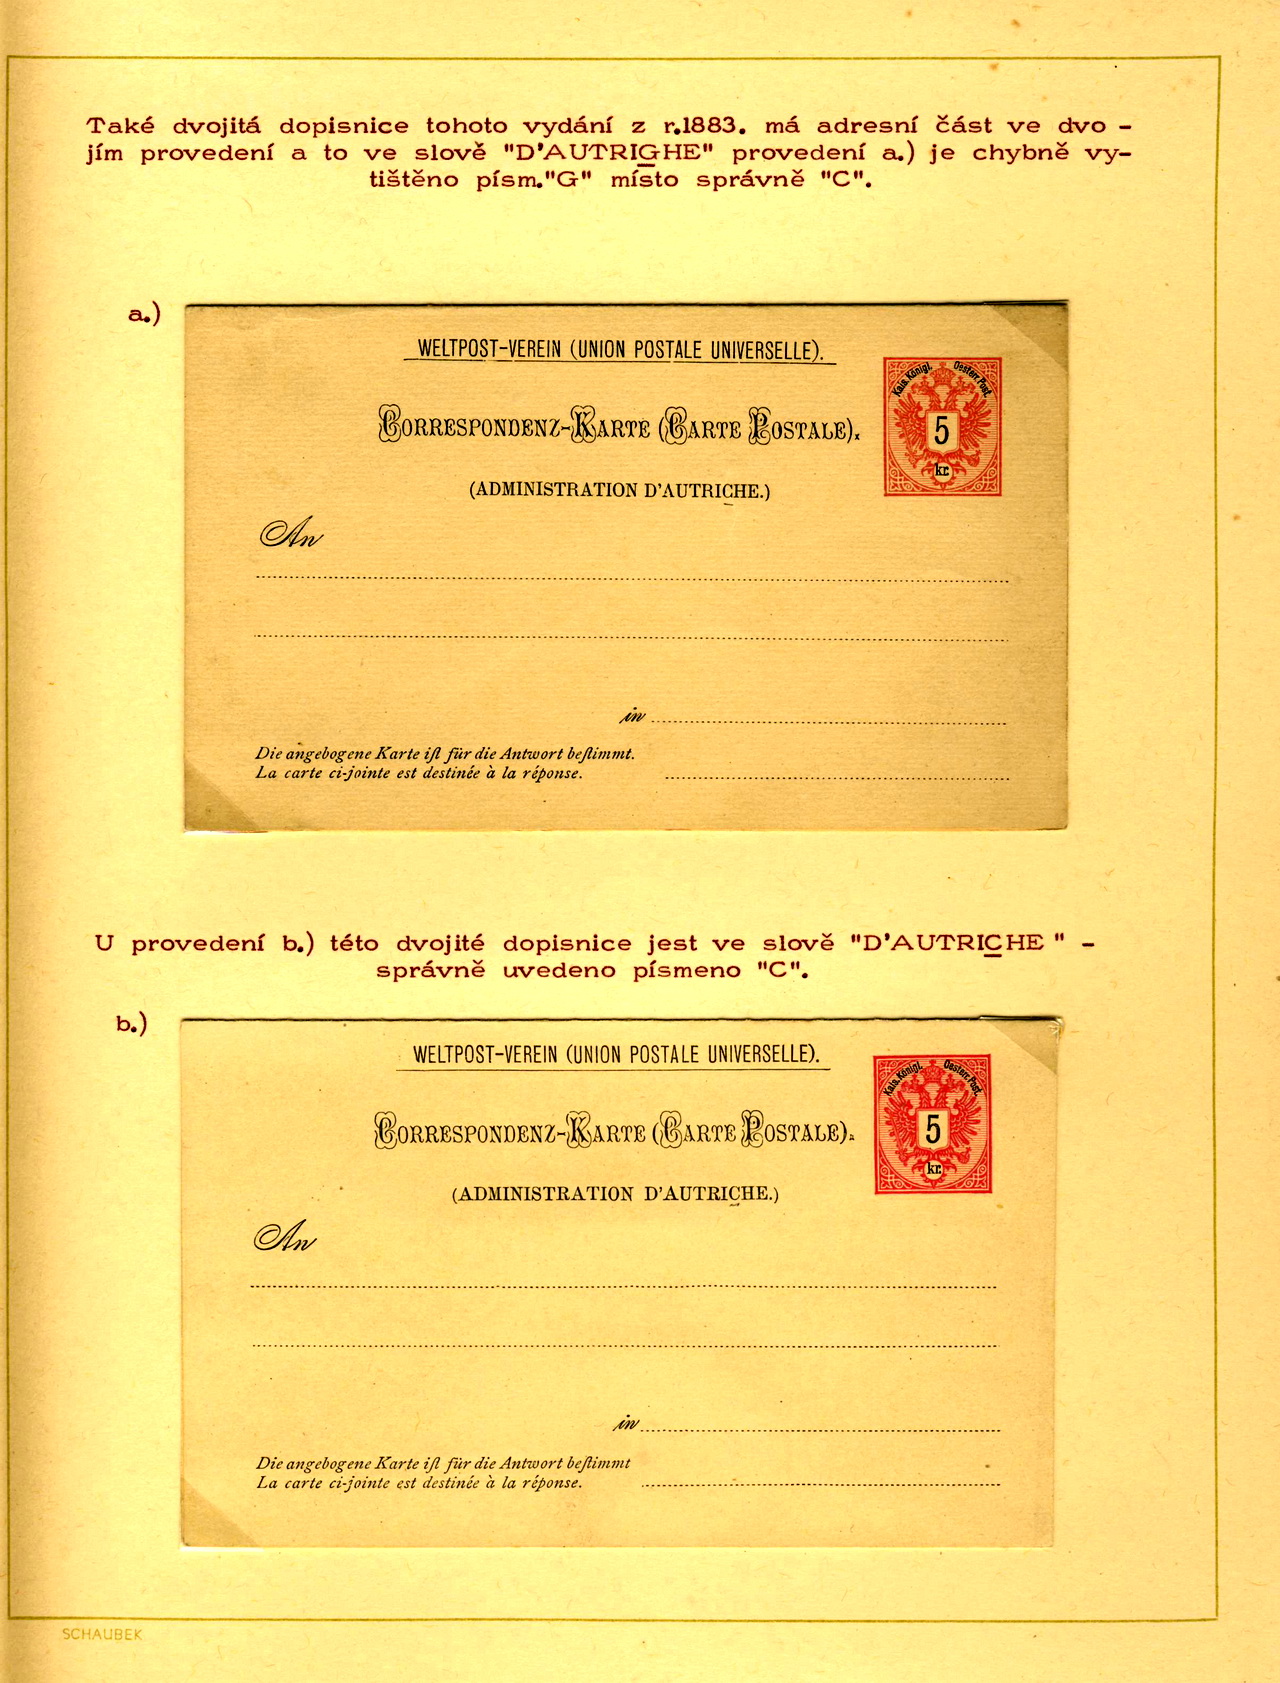 Také dvojitá dopisnice tohoto vydání z r.1883. má adresní část ve dvo -
jím provedení a to ve slově "D'AUTRIGHE" provedení a.) je chybně vy-
tištěno písm."G" místo správně "C".
a.)
WELTPOST-VEREIN (UNION POSTALE UNIVERSELLE).
Kais. Königl. Oesterr. Post.
CORRESPONDENZ-KARTE (CARTE POSTALE).
5
kr.
(ADMINISTRATION D'AUTRIGHE.)
An
in
Die angebogene Karte iſt für die Antwort beſtimmt.
La carte ci-jointe est destinée à la réponse.
U provedení b.) této dvojité dopisnice jest ve slově "D'AUTRICHE " -
správně uvedeno písmeno "C".
b.)
WELTPOST-VEREIN (UNION POSTALE UNIVERSELLE).
Kais. Königl. Oesterr. Post.
CORRESPONDENZ-KARTE (CARTE POSTALE).
5
kr.
(ADMINISTRATION D'AUTRICHE.)
An
in
Die angebogene Karte iſt für die Antwort beſtimmt
La carte ci-jointe est destinée à la réponse.
SCHAUBEK